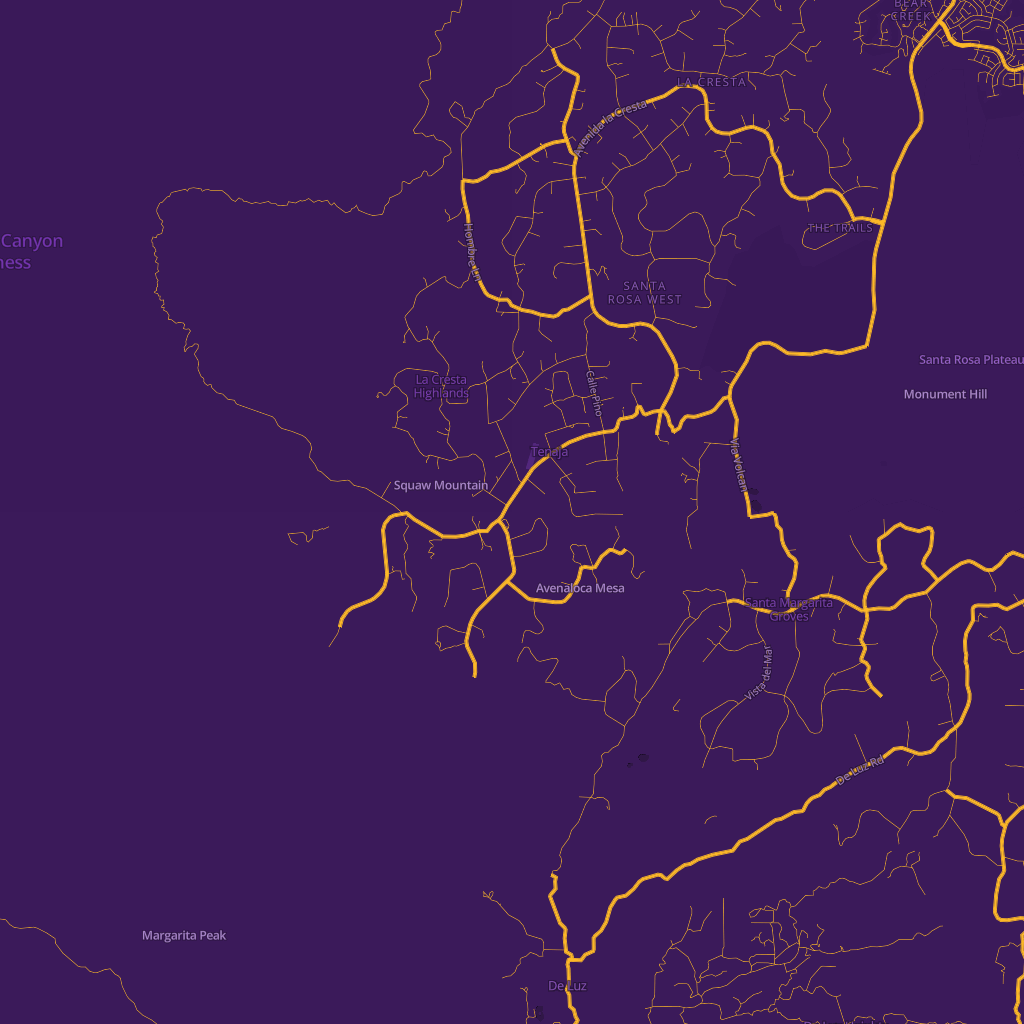 BEAR
CREEK
LA CRESTA
Avenida la Cresta
Canyon
ness
THE TRAILS
Hombre Ln
SANTA
ROSA WEST
Santa Rosa Plateau
La Cresta
Highlands
Calle Pino
Monument Hill
Tenaja
Via Volcan
Squaw Mountain
Avenaloca Mesa
Santa Margarita
Groves
Vista del Mar
De Luz Rd
Margarita Peak
De Luz